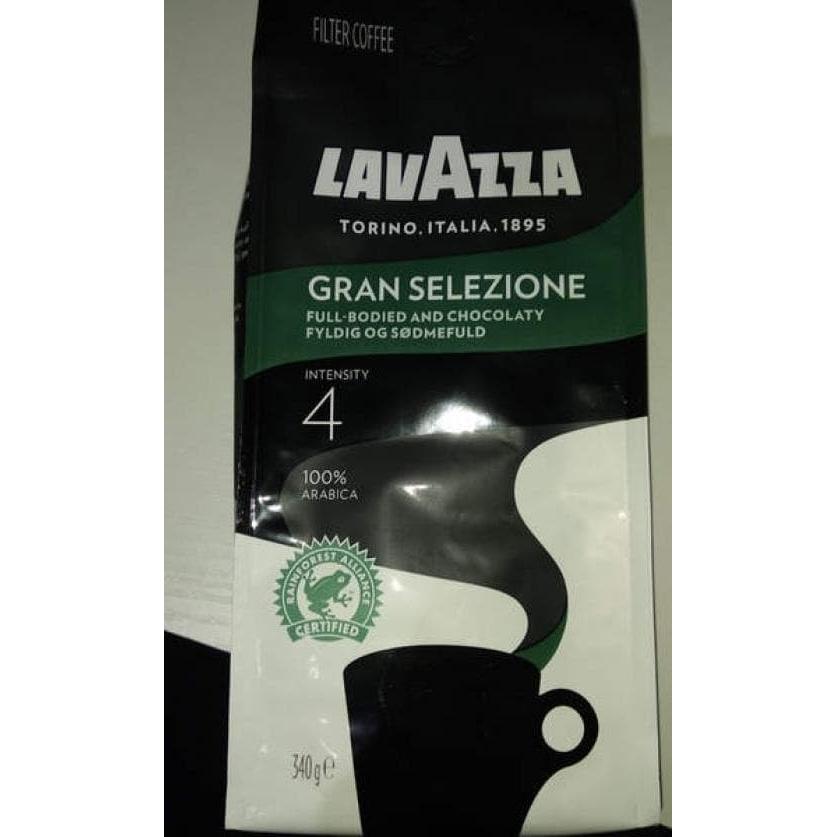 FILTER COFFEE
LAVAZZA
TORINO, ITALIA, 1895
GRAN SELEZIONE
FULL-BODIED AND CHOCOLATY
FYLDIG OG SØDMEFULD
INTENSITY
4
100%
ARABICA
RAINFOREST ALLIANCE
CERTIFIED
340g ℮